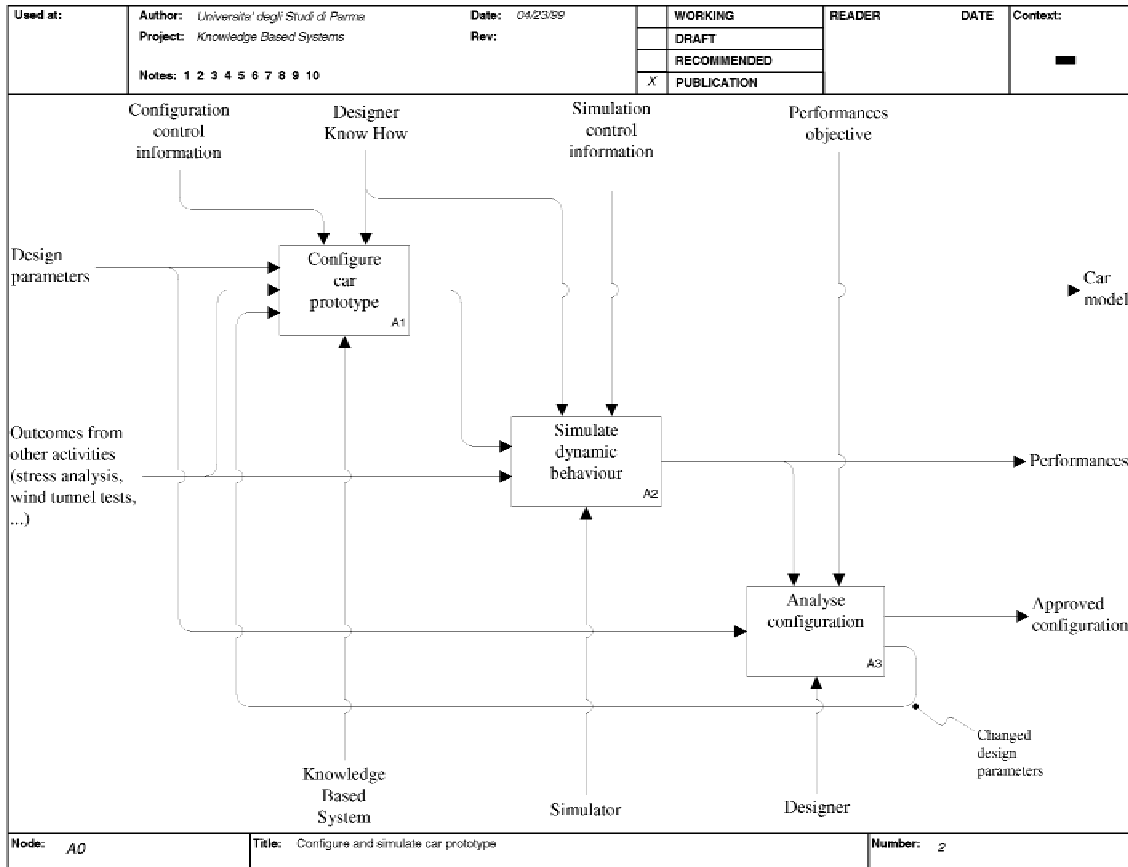 Used at:
Author: Universita' degli Studi di Parma
Date: 04/23/99
Project: Knowledge Based Systems
Rev:
Notes: 1 2 3 4 5 6 7 8 9 10
WORKING
DRAFT
RECOMMENDED
X PUBLICATION
READER DATE
Context:
Configuration
control
information
Designer
Know How
Simulation
control
information
Performances
objective
Design
parameters
Configure
car
prototype
A1
Car
model
Outcomes from
other activities
(stress analysis,
wind tunnel tests,
...)
Simulate
dynamic
behaviour
A2
Performances
Analyse
configuration
A3
Approved
configuration
Changed
design
parameters
Knowledge
Based
System
Simulator
Designer
Node: A0
Title: Configure and simulate car prototype
Number: 2